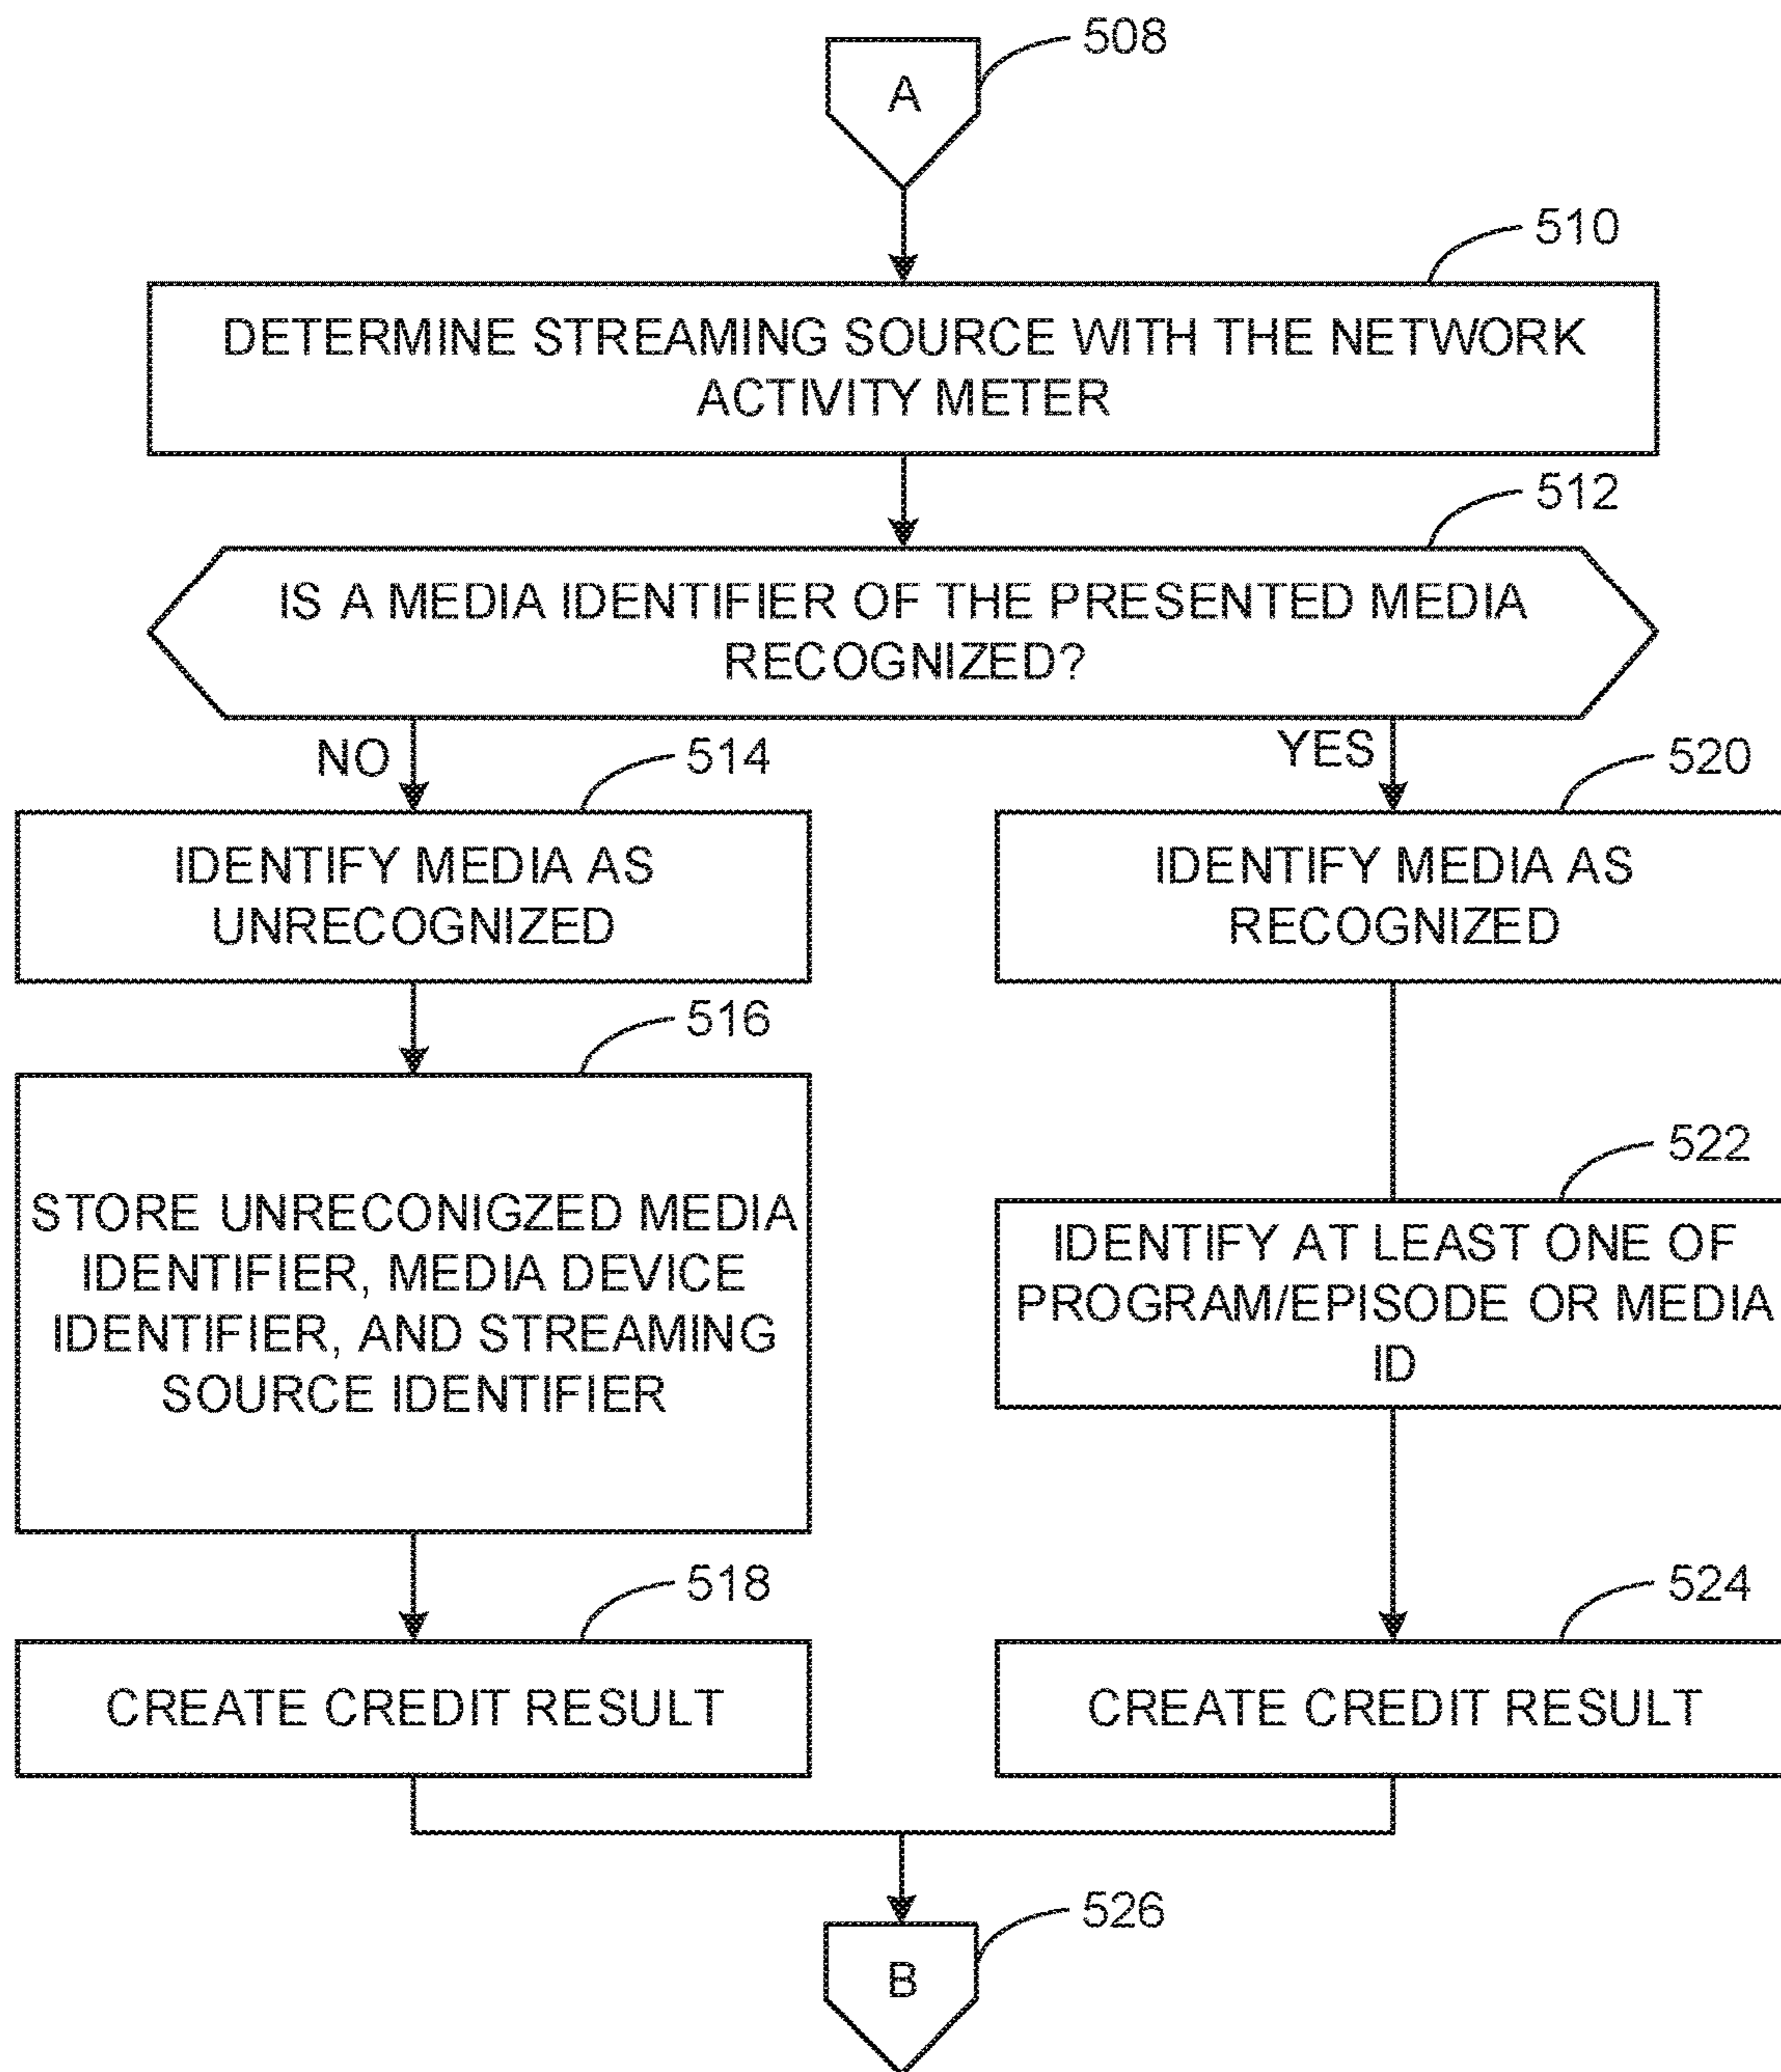 508
A
510
DETERMINE STREAMING SOURCE WITH THE NETWORK
ACTIVITY METER
512
IS A MEDIA IDENTIFIER OF THE PRESENTED MEDIA
RECOGNIZED?
NO
514
IDENTIFY MEDIA AS
UNRECOGNIZED
516
STORE UNRECONIGZED MEDIA
IDENTIFIER, MEDIA DEVICE
IDENTIFIER, AND STREAMING
SOURCE IDENTIFIER
518
CREATE CREDIT RESULT
YES
520
IDENTIFY MEDIA AS
RECOGNIZED
522
IDENTIFY AT LEAST ONE OF
PROGRAM/EPISODE OR MEDIA
ID
524
CREATE CREDIT RESULT
526
B